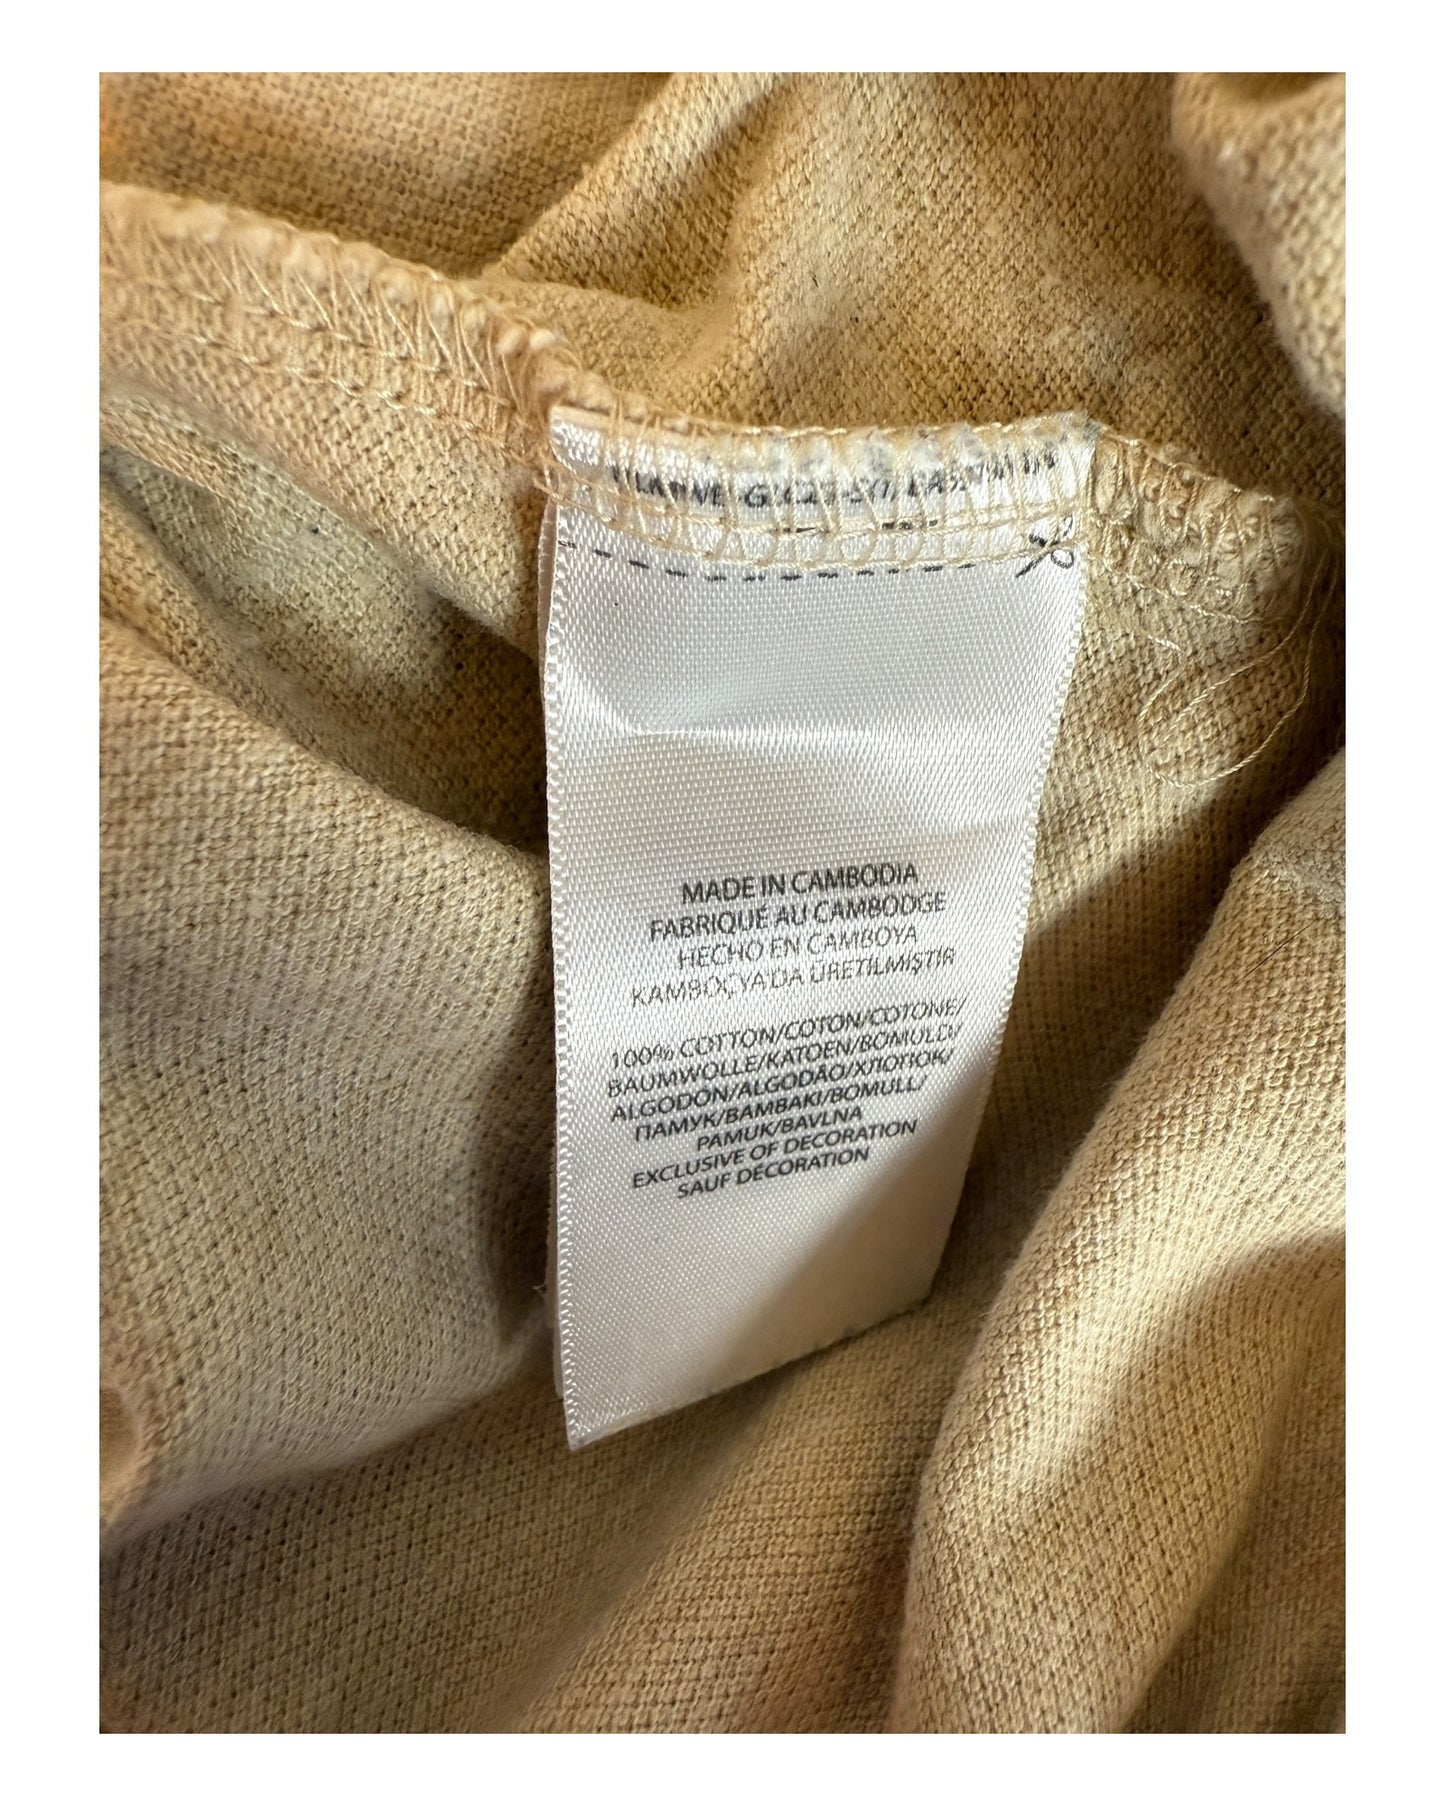 MADE IN CAMBODIA
FABRIQUÉ AU CAMBODGE
HECHO EN CAMBOYA
KAMBOÇYA'DA ÜRETILMIŞTIR
100% COTTON/COTON/COTONE/
BAUMWOLLE/KATOEN/BOMULD/
ALGODÓN/ALGODÃO/ХЛОПОК/
ПАМУК/BAMBAKI/BOMULL/
PAMUK/BAVLNA
EXCLUSIVE OF DECORATION
SAUF DÉCORATION